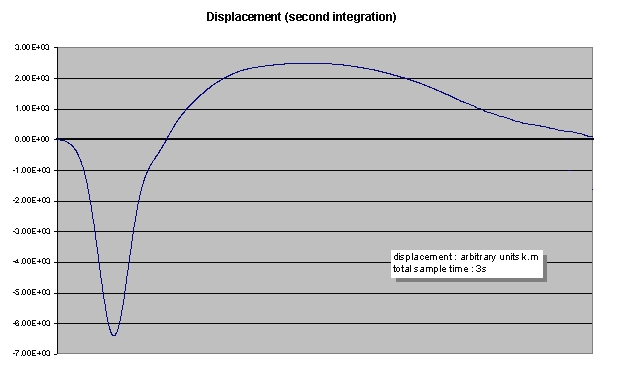 Displacement (second integration)
3.00E+03
2.00E+03
1.00E+03
0.00E+00
-1.00E+03
-2.00E+03
-3.00E+03
-4.00E+03
-5.00E+03
-6.00E+03
-7.00E+03
displacement : arbitrary units k.m
total sample time : 3s